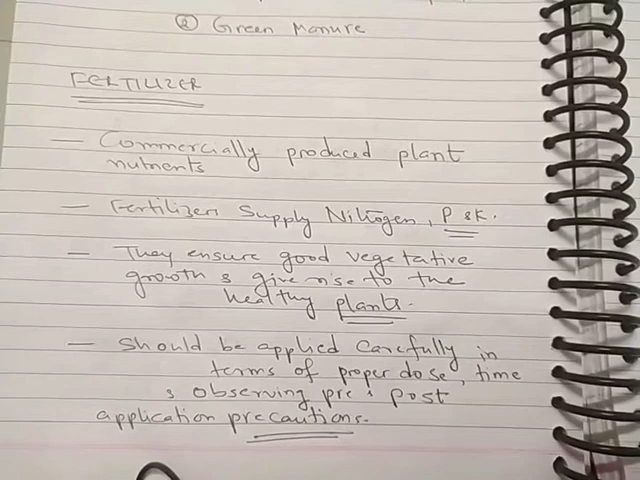 ② Green Manure
FERTILIZER
— Commercially produced plant
nutrients
— Fertilizers Supply Nitrogen, P & K.
— They ensure good vegetative
growth & give rise to the
healthy plants.
— Should be applied Carefully in
terms of proper dose, time
& observing pre & post
application precautions.